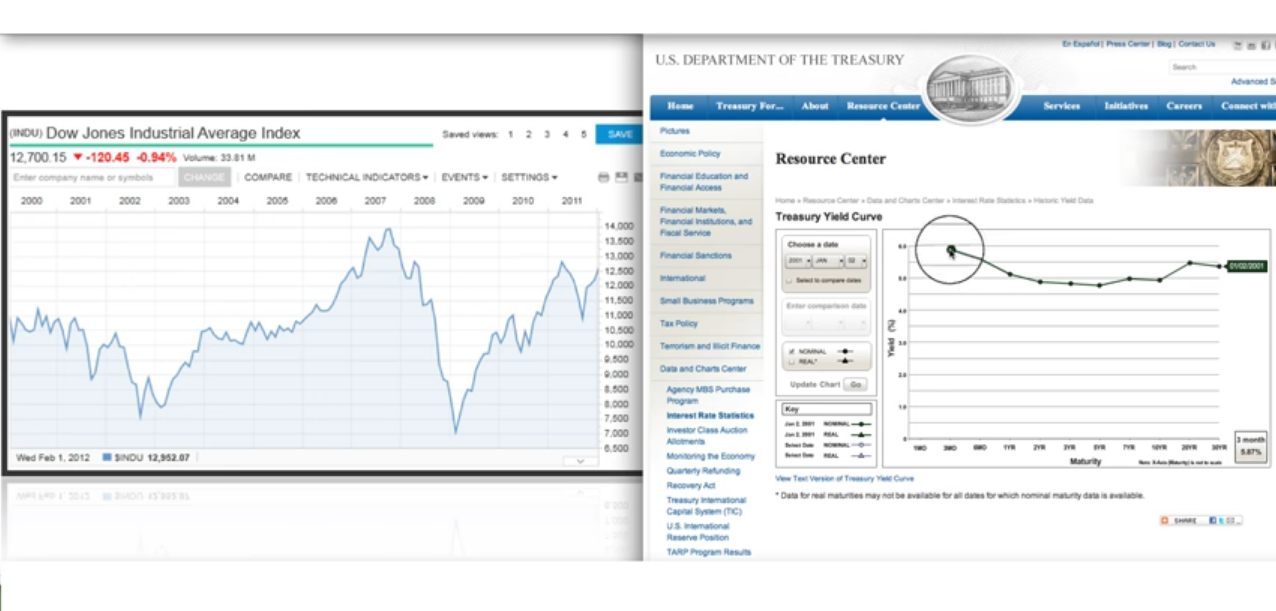 (INDU) Dow Jones Industrial Average Index
Saved views: 1 2 3 4 5 SAVE
12,700.15 ▼ -120.45 -0.94% Volume: 33.81 M
Enter company name or symbols CHANGE COMPARE TECHNICAL INDICATORS EVENTS SETTINGS
2000 2001 2002 2003 2004 2005 2006 2007 2008 2009 2010 2011
14,000
13,500
13,000
12,500
12,000
11,500
11,000
10,500
10,000
9,500
9,000
8,500
8,000
7,500
7,000
6,500
Wed Feb 1, 2012 $INDU 12,952.07
En Español | Press Center | Blog | Contact Us
U.S. DEPARTMENT OF THE TREASURY
Search
Advanced S
Home Treasury For... About Resource Center Services Initiatives Careers Connect with
Pictures
Economic Policy
Financial Education and
Financial Access
Financial Markets,
Financial Institutions, and
Fiscal Service
Financial Sanctions
International
Small Business Programs
Tax Policy
Terrorism and Illicit Finance
Data and Charts Center
Agency MBS Purchase
Program
Interest Rate Statistics
Investor Class Auction
Allotments
Monitoring the Economy
Quarterly Refunding
Recovery Act
Treasury International
Capital System (TIC)
U.S. International
Reserve Position
TARP Program Results
Resource Center
Home » Resource Center » Data and Charts Center » Interest Rate Statistics » Historic Yield Data
Treasury Yield Curve
Choose a date
2001 JAN 02
Select to compare dates
Enter comparison date
NOMINAL
REAL*
Update Chart Go
Key
Jan 2, 2001 NOMINAL
Jan 2, 2001 REAL
Select Date NOMINAL
Select Date REAL
Yield (%)
6.0
5.0
4.0
3.0
2.0
1.0
0
01/02/2001
1MO 3MO 6MO 1YR 2YR 3YR 5YR 7YR 10YR 20YR 30YR
Maturity
Note: X-Axis (Maturity) is not to scale
3 month
5.87%
View Text Version of Treasury Yield Curve
* Data for real maturities may not be available for all dates for which nominal maturity data is available.
SHARE